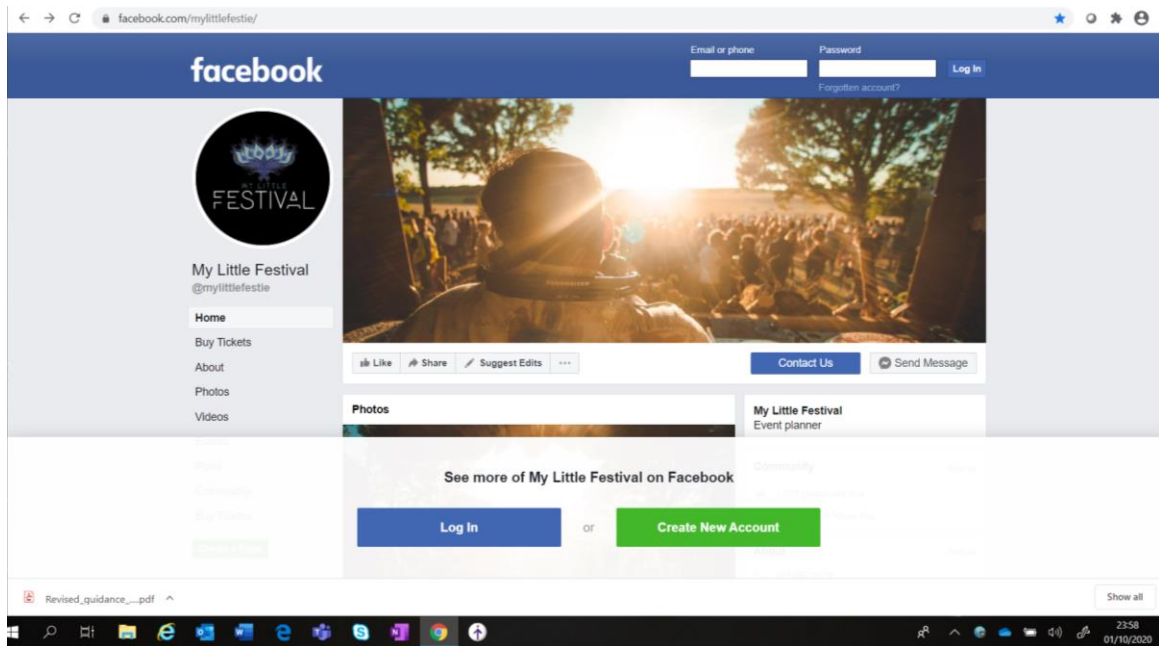 facebook.com/mylittlefestie/
Email or phone
Password
facebook
Log In
Forgotten account?
MY LITTLE
FESTIVAL
My Little Festival
@mylittlefestie
Home
Buy Tickets
About
Photos
Videos
Like
Share
Suggest Edits
Contact Us
Send Message
Photos
My Little Festival
Event planner
Community
See more of My Little Festival on Facebook
Log In
or
Create New Account
Revised_guidance_....pdf
Show all
23:58
01/10/2020